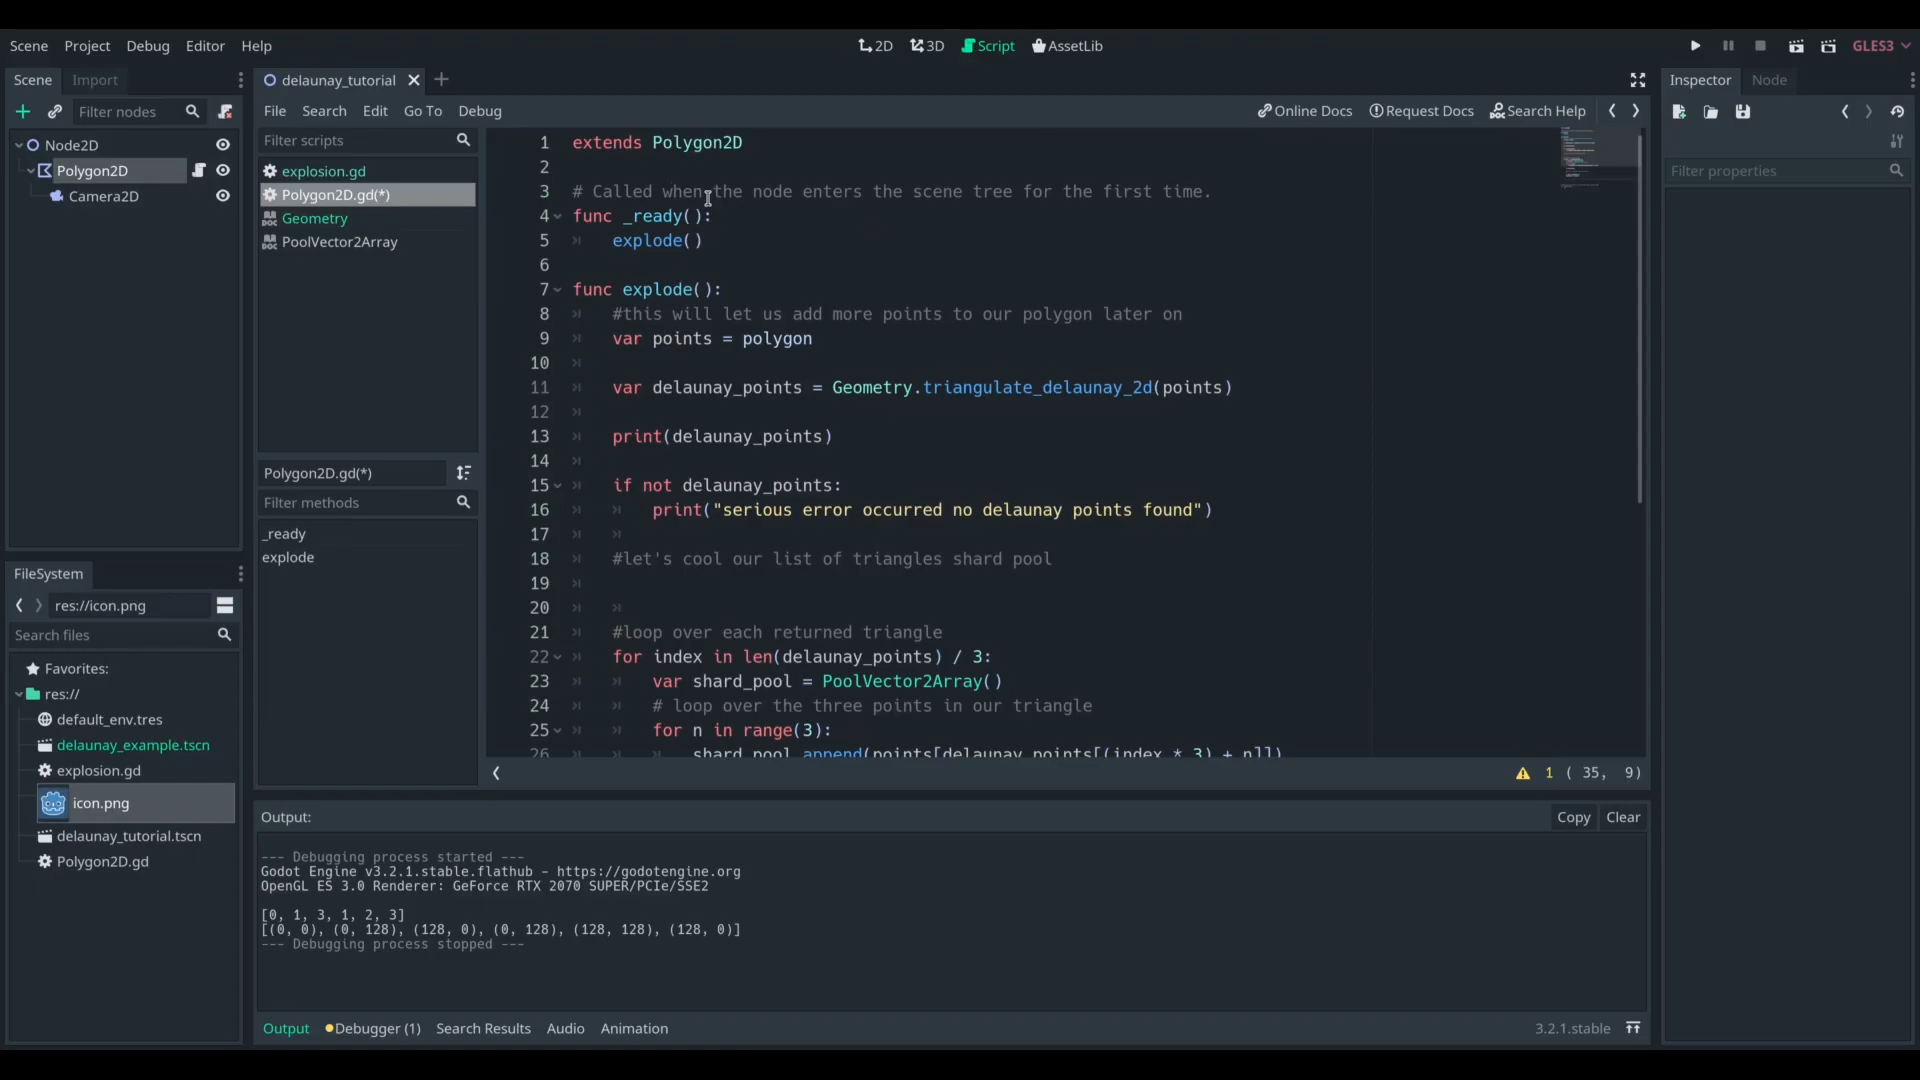 Scene Project Debug Editor Help
2D 3D Script AssetLib
GLES3
Scene Import
Filter nodes
Node2D
Polygon2D
Camera2D
FileSystem
res://icon.png
Search files
Favorites:
res://
default_env.tres
delaunay_example.tscn
explosion.gd
icon.png
delaunay_tutorial.tscn
Polygon2D.gd
delaunay_tutorial
File Search Edit Go To Debug
Online Docs Request Docs Search Help
Filter scripts
explosion.gd
Polygon2D.gd(*)
Geometry
PoolVector2Array
Polygon2D.gd(*)
Filter methods
_ready
explode
1 extends Polygon2D
2
3 # Called when the node enters the scene tree for the first time.
4 func _ready():
5 explode()
6
7 func explode():
8 #this will let us add more points to our polygon later on
9 var points = polygon
10
11 var delaunay_points = Geometry.triangulate_delaunay_2d(points)
12
13 print(delaunay_points)
14
15 if not delaunay_points:
16 print("serious error occurred no delaunay points found")
17
18 #let's cool our list of triangles shard pool
19
20
21 #loop over each returned triangle
22 for index in len(delaunay_points) / 3:
23 var shard_pool = PoolVector2Array()
24 # loop over the three points in our triangle
25 for n in range(3):
26 shard_pool.append(points[delaunay_points[(index * 3) + n]])
1 ( 35, 9)
Output:
Copy Clear
--- Debugging process started ---
Godot Engine v3.2.1.stable.flathub - https://godotengine.org
OpenGL ES 3.0 Renderer: GeForce RTX 2070 SUPER/PCIe/SSE2
[0, 1, 3, 1, 2, 3]
[(0, 0), (0, 128), (128, 0), (0, 128), (128, 128), (128, 0)]
--- Debugging process stopped ---
Output Debugger (1) Search Results Audio Animation
3.2.1.stable
Inspector Node
Filter properties